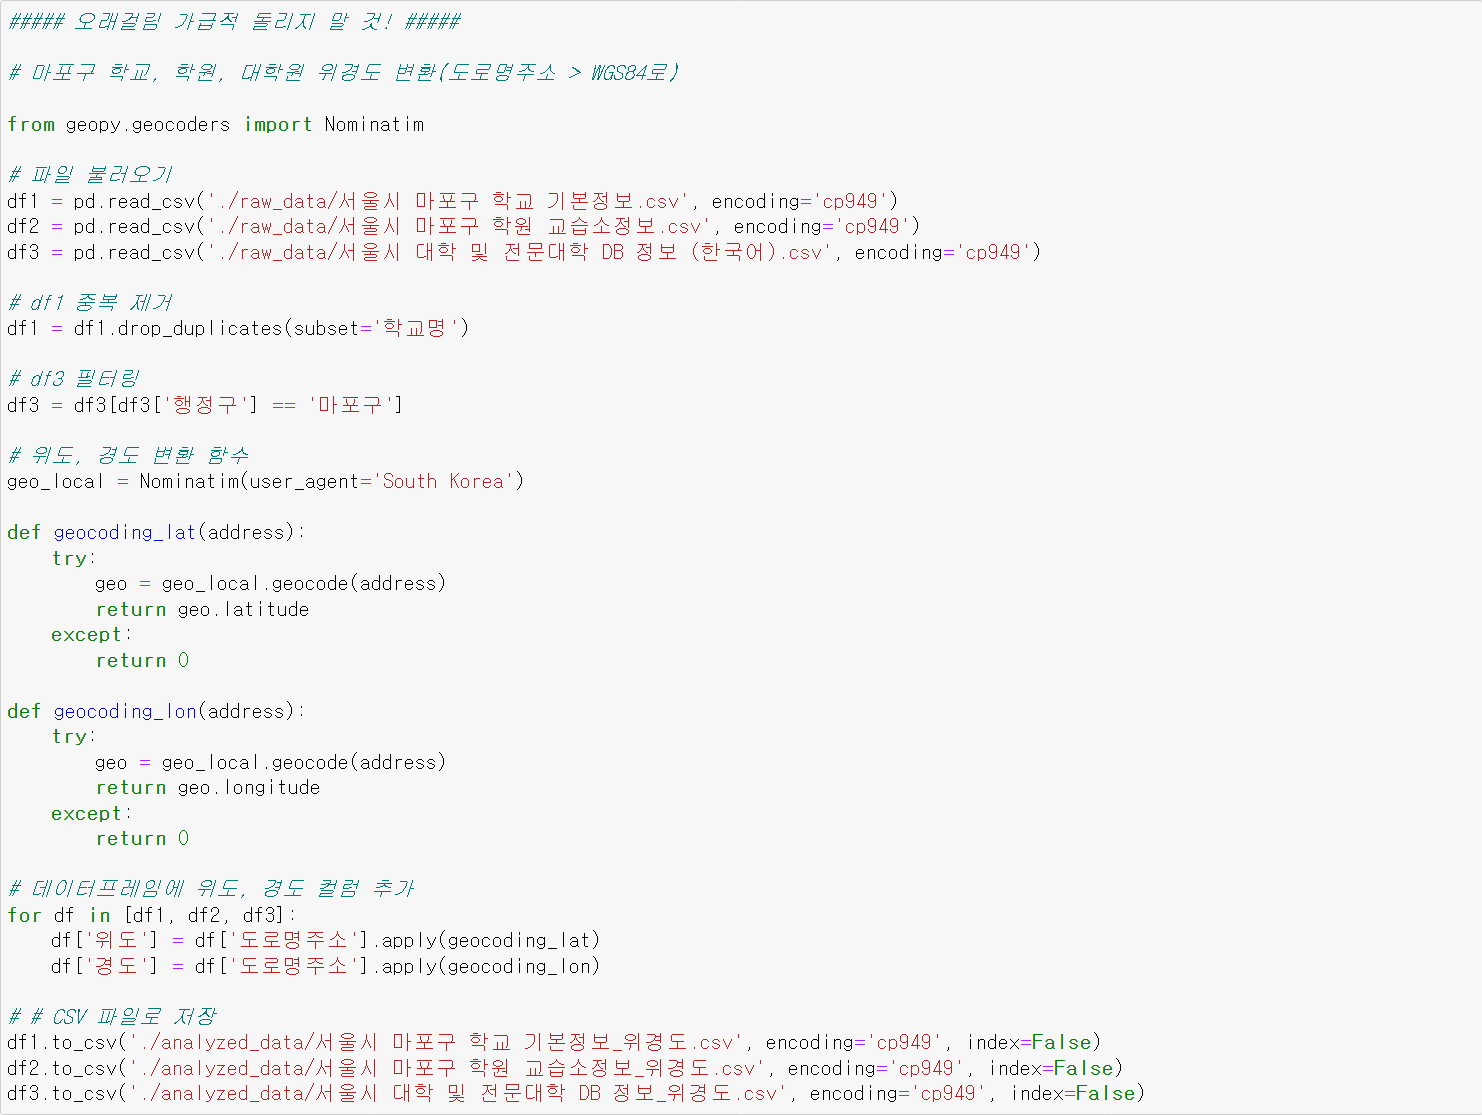 ##### 오래걸림 가급적 돌리지 말 것! #####
# 마포구 학교, 학원, 대학원 위경도 변환(도로명주소 > WGS84로)
from geopy.geocoders import Nominatim
# 파일 불러오기
df1 = pd.read_csv('./raw_data/서울시 마포구 학교 기본정보.csv', encoding='cp949')
df2 = pd.read_csv('./raw_data/서울시 마포구 학원 교습소정보.csv', encoding='cp949')
df3 = pd.read_csv('./raw_data/서울시 대학 및 전문대학 DB 정보 (한국어).csv', encoding='cp949')
# df1 중복 제거
df1 = df1.drop_duplicates(subset='학교명')
# df3 필터링
df3 = df3[df3['행정구'] == '마포구']
# 위도, 경도 변환 함수
geo_local = Nominatim(user_agent='South Korea')
def geocoding_lat(address):
    try:
        geo = geo_local.geocode(address)
        return geo.latitude
    except:
        return 0
def geocoding_lon(address):
    try:
        geo = geo_local.geocode(address)
        return geo.longitude
    except:
        return 0
# 데이터프레임에 위도, 경도 컬럼 추가
for df in [df1, df2, df3]:
    df['위도'] = df['도로명주소'].apply(geocoding_lat)
    df['경도'] = df['도로명주소'].apply(geocoding_lon)
# # CSV 파일로 저장
df1.to_csv('./analyzed_data/서울시 마포구 학교 기본정보_위경도.csv', encoding='cp949', index=False)
df2.to_csv('./analyzed_data/서울시 마포구 학원 교습소정보_위경도.csv', encoding='cp949', index=False)
df3.to_csv('./analyzed_data/서울시 대학 및 전문대학 DB 정보_위경도.csv', encoding='cp949', index=False)